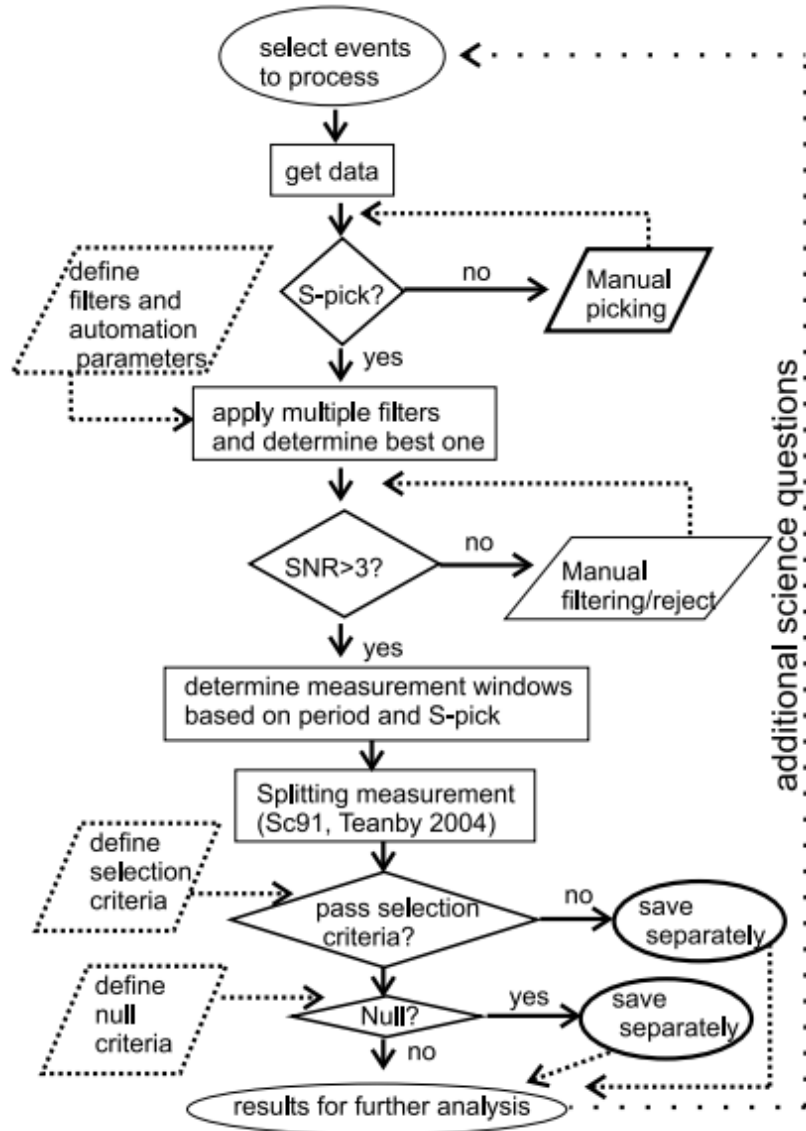 select events
to process
get data
define
filters and
automation
parameters
S-pick?
no
Manual
picking
yes
apply multiple filters
and determine best one
SNR>3?
no
Manual
filtering/reject
yes
determine measurement windows
based on period and S-pick
Splitting measurement
(Sc91, Teanby 2004)
define
selection
criteria
pass selection
criteria?
no
save
separately
define
null
criteria
Null?
yes
save
separately
no
results for further analysis
additional science questions